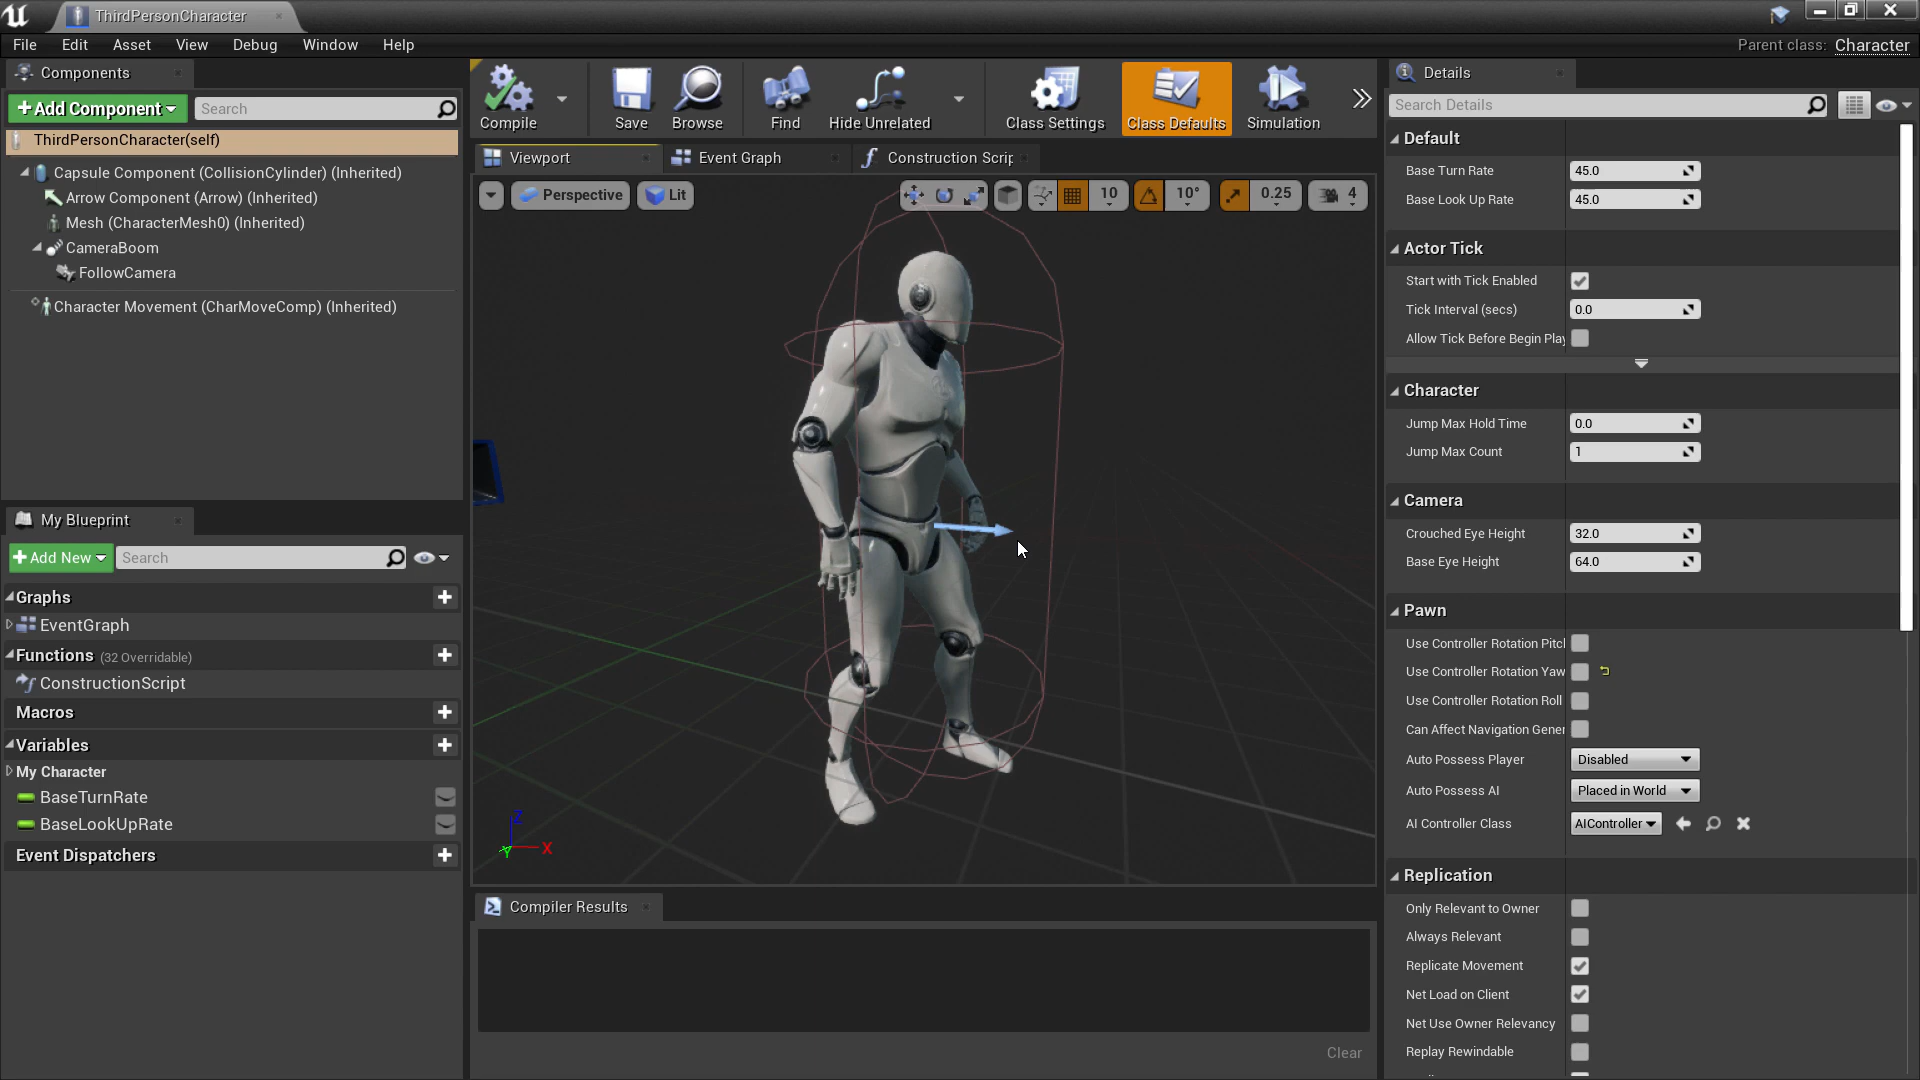 ThirdPersonCharacter
File Edit Asset View Debug Window Help
Parent class: Character
Components
Add Component
Search
ThirdPersonCharacter(self)
Capsule Component (CollisionCylinder) (Inherited)
Arrow Component (Arrow) (Inherited)
Mesh (CharacterMesh0) (Inherited)
CameraBoom
FollowCamera
Character Movement (CharMoveComp) (Inherited)
My Blueprint
Add New
Search
Graphs
EventGraph
Functions (32 Overridable)
ConstructionScript
Macros
Variables
My Character
BaseTurnRate
BaseLookUpRate
Event Dispatchers
Compile
Save
Browse
Find
Hide Unrelated
Class Settings
Class Defaults
Simulation
Viewport
Event Graph
Construction Scrip
Perspective
Lit
10
10°
0.25
4
Z
Y
X
Compiler Results
Clear
Details
Search Details
Default
Base Turn Rate 45.0
Base Look Up Rate 45.0
Actor Tick
Start with Tick Enabled
Tick Interval (secs) 0.0
Allow Tick Before Begin Play
Character
Jump Max Hold Time 0.0
Jump Max Count 1
Camera
Crouched Eye Height 32.0
Base Eye Height 64.0
Pawn
Use Controller Rotation Pitcl
Use Controller Rotation Yaw
Use Controller Rotation Roll
Can Affect Navigation Gener
Auto Possess Player Disabled
Auto Possess AI Placed in World
AI Controller Class AIController
Replication
Only Relevant to Owner
Always Relevant
Replicate Movement
Net Load on Client
Net Use Owner Relevancy
Replay Rewindable